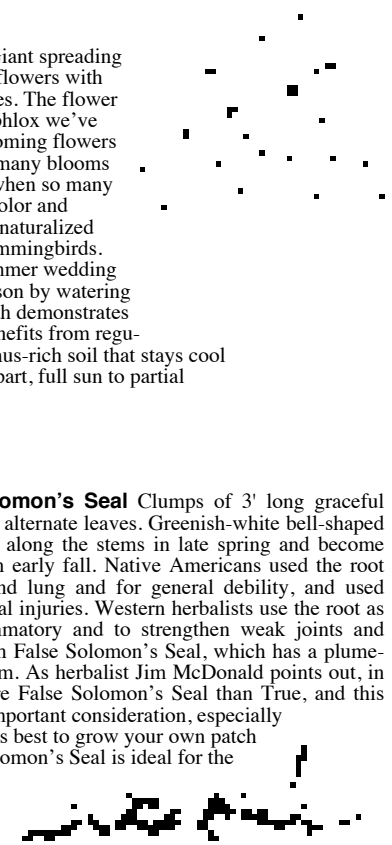 iant spreading
flowers with
es. The flower
phlox we've
oming flowers
many blooms
when so many
olor and
naturalized
mmingbirds.
mmer wedding
son by watering
h demonstrates
nefits from regu-
nus-rich soil that stays cool
part, full sun to partial
omon's Seal Clumps of 3' long graceful
alternate leaves. Greenish-white bell-shaped
along the stems in late spring and become
n early fall. Native Americans used the root
nd lung and for general debility, and used
al injuries. Western herbalists use the root as
mmatory and to strengthen weak joints and
n False Solomon's Seal, which has a plume-
m. As herbalist Jim McDonald points out, in
re False Solomon's Seal than True, and this
mportant consideration, especially
s best to grow your own patch
omon's Seal is ideal for the